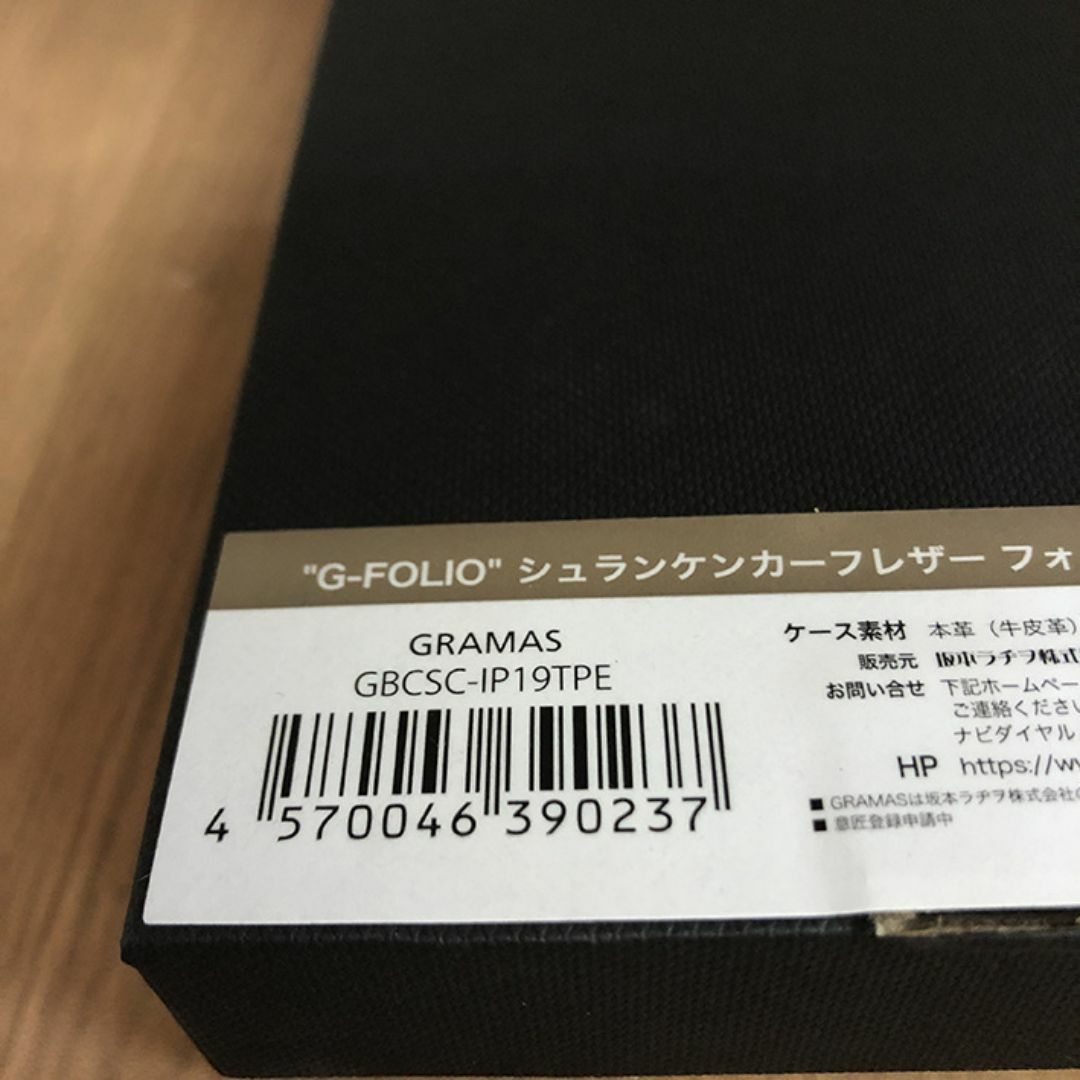 "G-FOLIO" シュランケンカーフレザー フォ
GRAMAS
GBCSC-IP19TPE
4 570046 390237
ケース素材 本革（牛皮革）
販売元 坂本ラヂヲ株式
お問い合せ 下記ホームペー
ご連絡ください
ナビダイヤル
HP https://w
■ GRAMASは坂本ラヂヲ株式会社
■ 意匠登録申請中